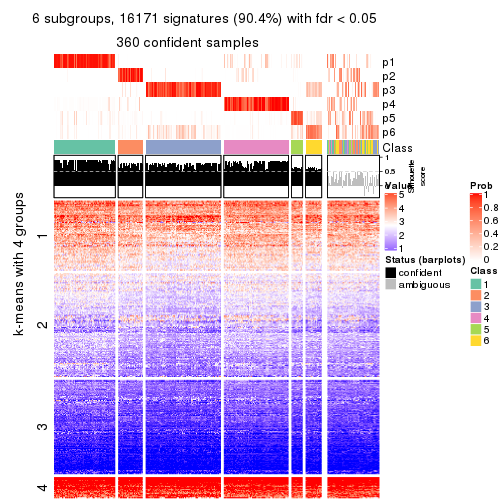 6 subgroups, 16171 signatures (90.4%) with fdr < 0.05
360 confident samples
p1
p2
p3
p4
p5
p6
Class
1
0.5
0
Silhouette
score
k-means with 4 groups
1
2
3
4
Value
5
4
3
2
1
Status (barplots)
confident
ambiguous
Prob
1
0.8
0.6
0.4
0.2
0
Class
1
2
3
4
5
6